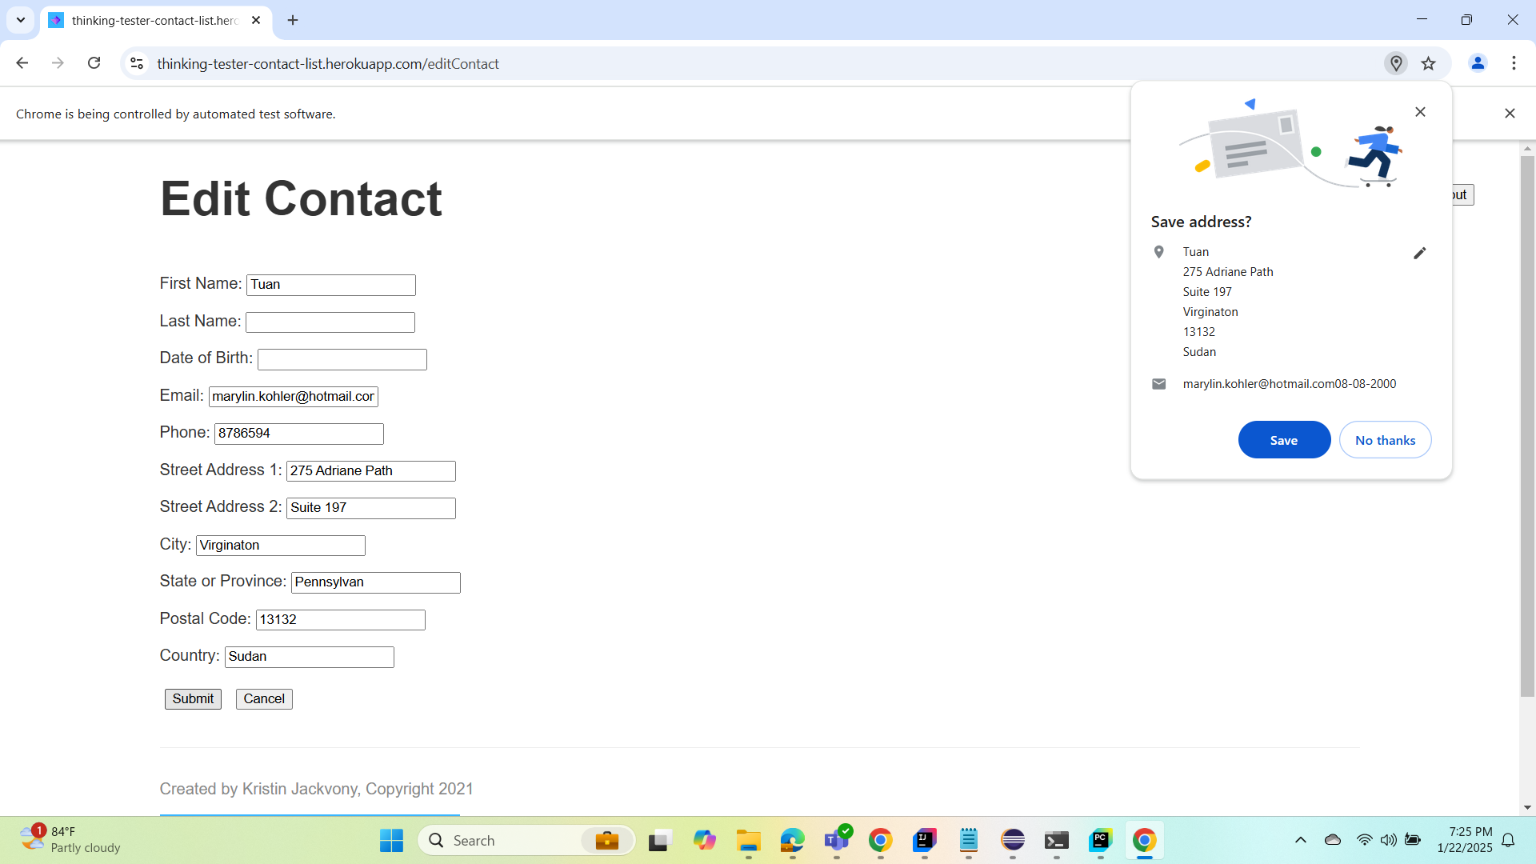 thinking-tester-contact-list.herc
thinking-tester-contact-list.herokuapp.com/editContact
Chrome is being controlled by automated test software.
Edit Contact
out
First Name: Tuan
Last Name:
Date of Birth:
Email: marylin.kohler@hotmail.cor
Phone: 8786594
Street Address 1: 275 Adriane Path
Street Address 2: Suite 197
City: Virginaton
State or Province: Pennsylvan
Postal Code: 13132
Country: Sudan
Submit Cancel
Created by Kristin Jackvony, Copyright 2021
Save address?
Tuan
275 Adriane Path
Suite 197
Virginaton
13132
Sudan
marylin.kohler@hotmail.com08-08-2000
Save No thanks
1
84°F
Partly cloudy
Search
7:25 PM
1/22/2025